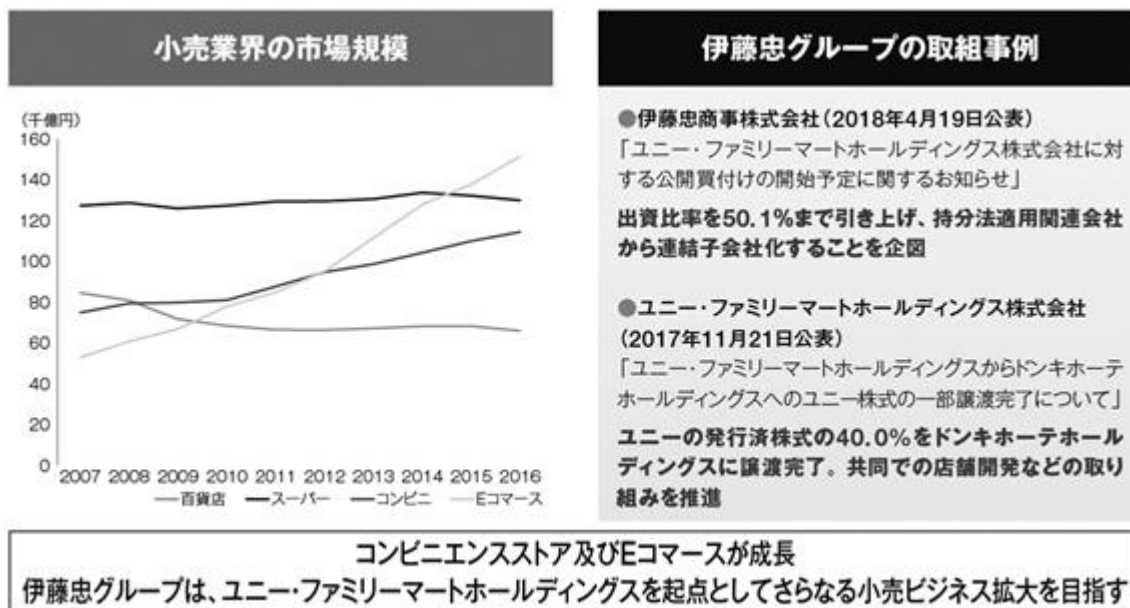 小売業界の市場規模
(千億円)
160
140
120
100
80
60
40
20
0
2007 2008 2009 2010 2011 2012 2013 2014 2015 2016
百貨店 スーパー コンビニ Eコマース
伊藤忠グループの取組事例
●伊藤忠商事株式会社(2018年4月19日公表)
「ユニー・ファミリーマートホールディングス株式会社に対
する公開買付けの開始予定に関するお知らせ」
出資比率を50.1%まで引き上げ、持分法適用関連会社
から連結子会社化することを企図
●ユニー・ファミリーマートホールディングス株式会社
(2017年11月21日公表)
「ユニー・ファミリーマートホールディングスからドンキホーテ
ホールディングスへのユニー株式の一部譲渡完了について」
ユニーの発行済株式の40.0%をドンキホーテホール
ディングスに譲渡完了。共同での店舗開発などの取り
組みを推進
コンビニエンスストア及びEコマースが成長
伊藤忠グループは、ユニー・ファミリーマートホールディングスを起点としてさらなる小売ビジネス拡大を目指す